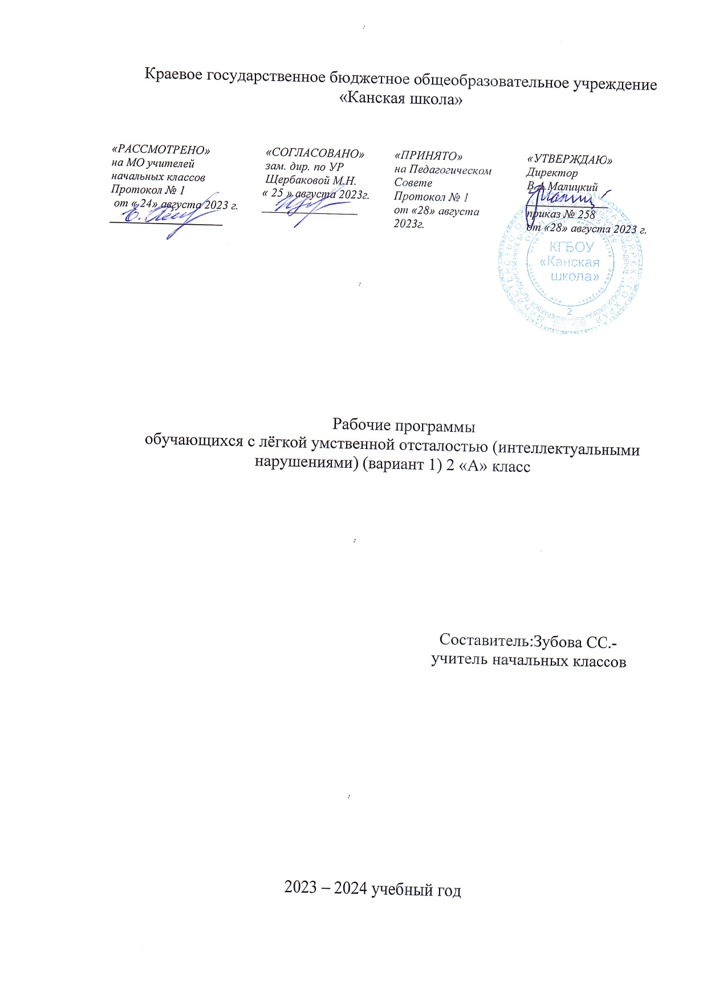 Краевое государственное бюджетное общеобразовательное учреждение
«Канская школа»
«РАССМОТРЕНО»
на МО учителей
начальных классов
Протокол № 1
от « 24» августа 2023 г.
«СОГЛАСОВАНО»
зам. дир. по УР
Щербаковой М.Н.
« 25 » августа 2023г.
«ПРИНЯТО»
на Педагогическом
Совете
Протокол № 1
от «28» августа
2023г.
«УТВЕРЖДАЮ»
Директор
В.А.Малицкий
приказ № 258
от «28» августа 2023 г.
КГБОУ
«Канская
школа»
2
Рабочие программы
обучающихся с лёгкой умственной отсталостью (интеллектуальными
нарушениями) (вариант 1) 2 «А» класс
Составитель:Зубова СС.-
учитель начальных классов
2023 – 2024 учебный год